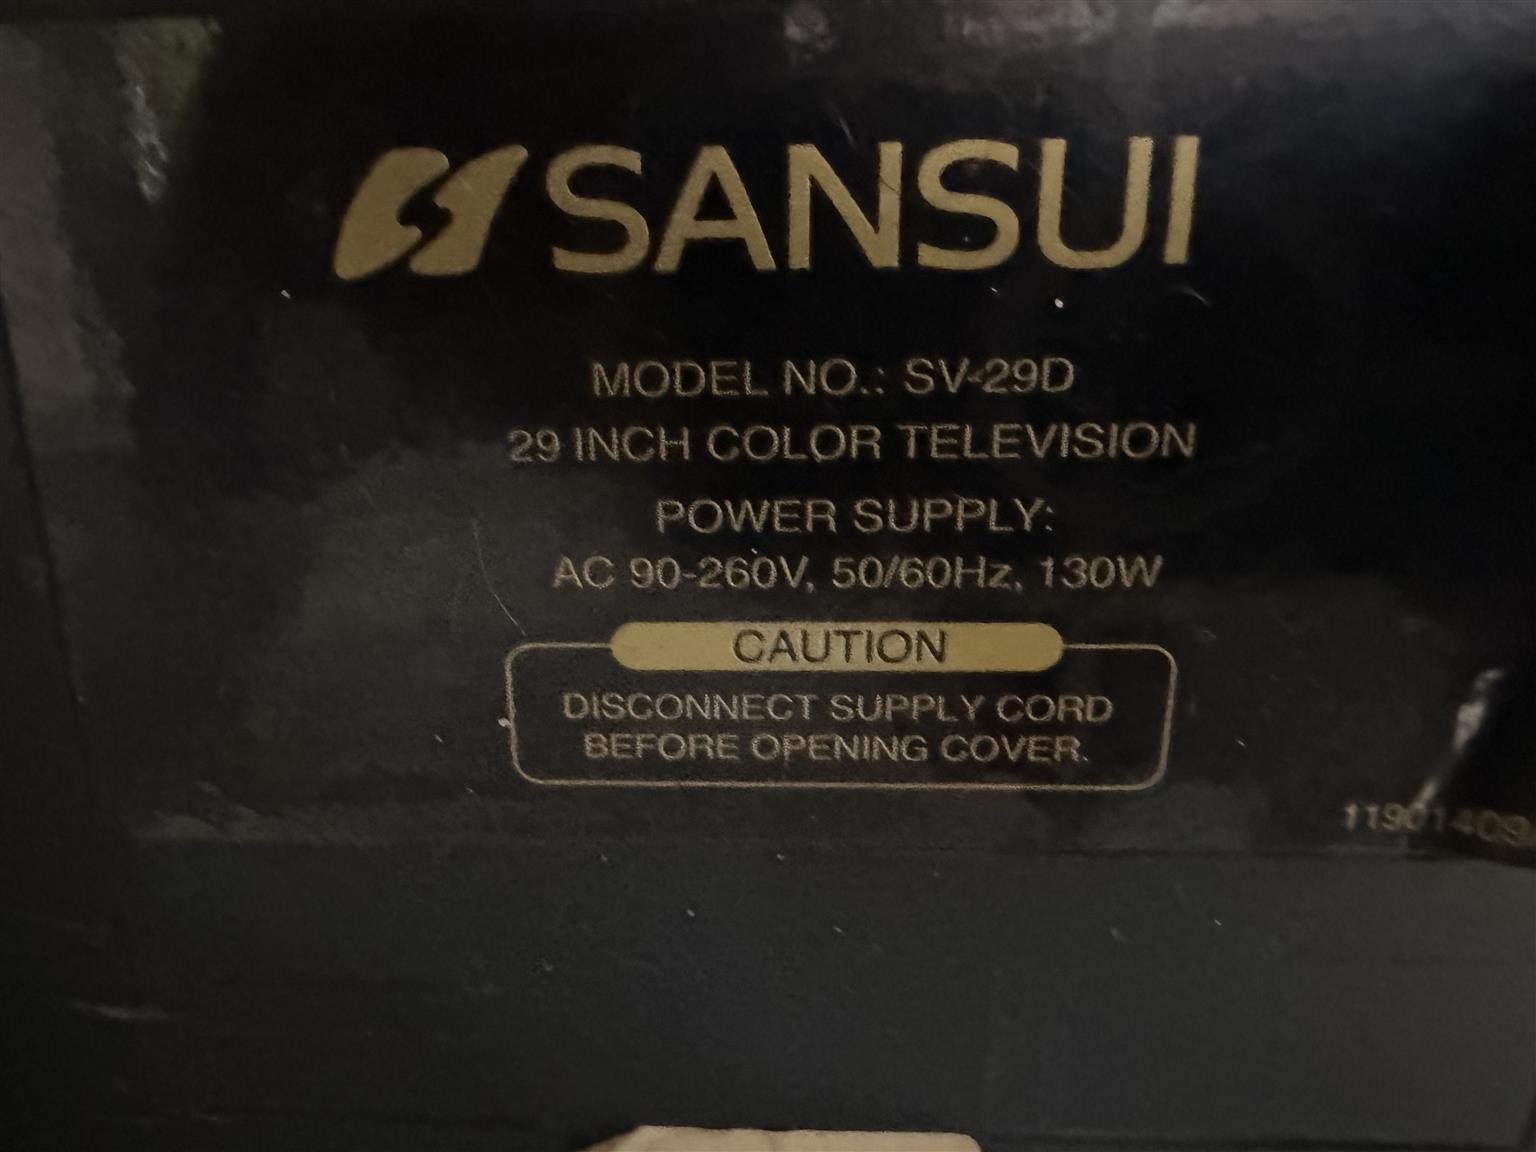 SANSUI
MODEL NO.: SV-29D
29 INCH COLOR TELEVISION
POWER SUPPLY:
AC 90-260V, 50/60Hz, 130W
CAUTION
DISCONNECT SUPPLY CORD
BEFORE OPENING COVER.